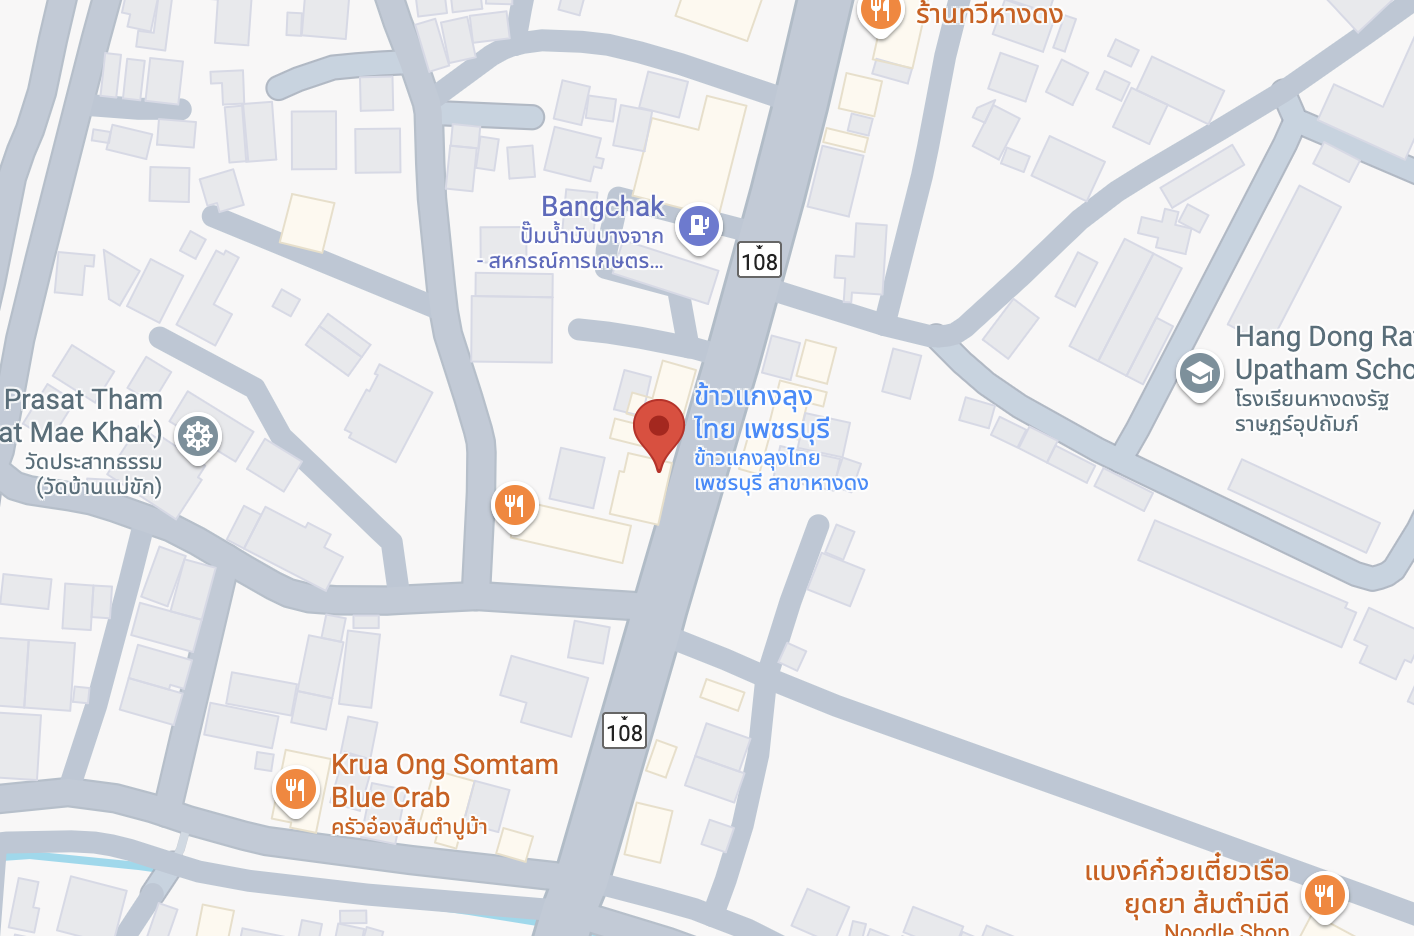 ร้านทวีหางดง
Bangchak
ปั๊มน้ำมันบางจาก
- สหกรณ์การเกษตร...
108
Hang Dong Ra
Upatham Scho
โรงเรียนหางดงรัฐ
ราษฎร์อุปถัมภ์
Prasat Tham
at Mae Khak)
วัดประสาทธรรม
(วัดบ้านแม่ขัก)
ข้าวแกงลุง
ไทย เพชรบุรี
ข้าวแกงลุงไทย
เพชรบุรี สาขาหางดง
108
Krua Ong Somtam
Blue Crab
ครัวอ๋องส้มตำปูม้า
แบงค์ก๋วยเตี๋ยวเรือ
ยุดยา ส้มตำมีดี
Noodle Shop